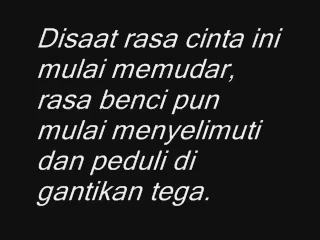 Disaat rasa cinta ini
mulai memudar,
rasa benci pun
mulai menyelimuti
dan peduli di
gantikan tega.